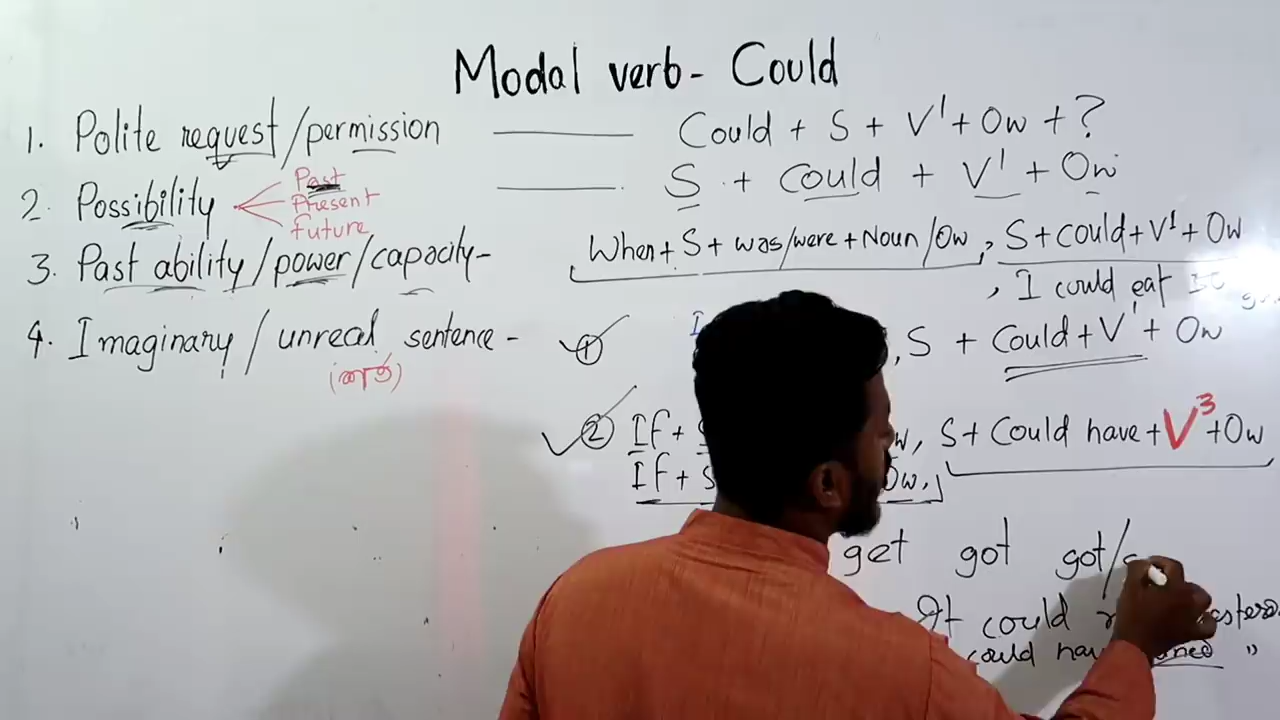 Modal verb - Could
1. Polite request/permission ——— Could + S + V¹ + Ow + ?
2. Possibility ——— S + Could + V¹ + Ow
Past
Present
Future
3. Past ability/power/capacity - When + S + was/were + Noun/Ow, S + could + V¹ + Ow
, I could eat
4. Imaginary/unreal sentence - ① , S + Could + V¹ + Ow
② If + , S + Could have + V³ + Ow
If + S Ow,
get got got/
It could
could have